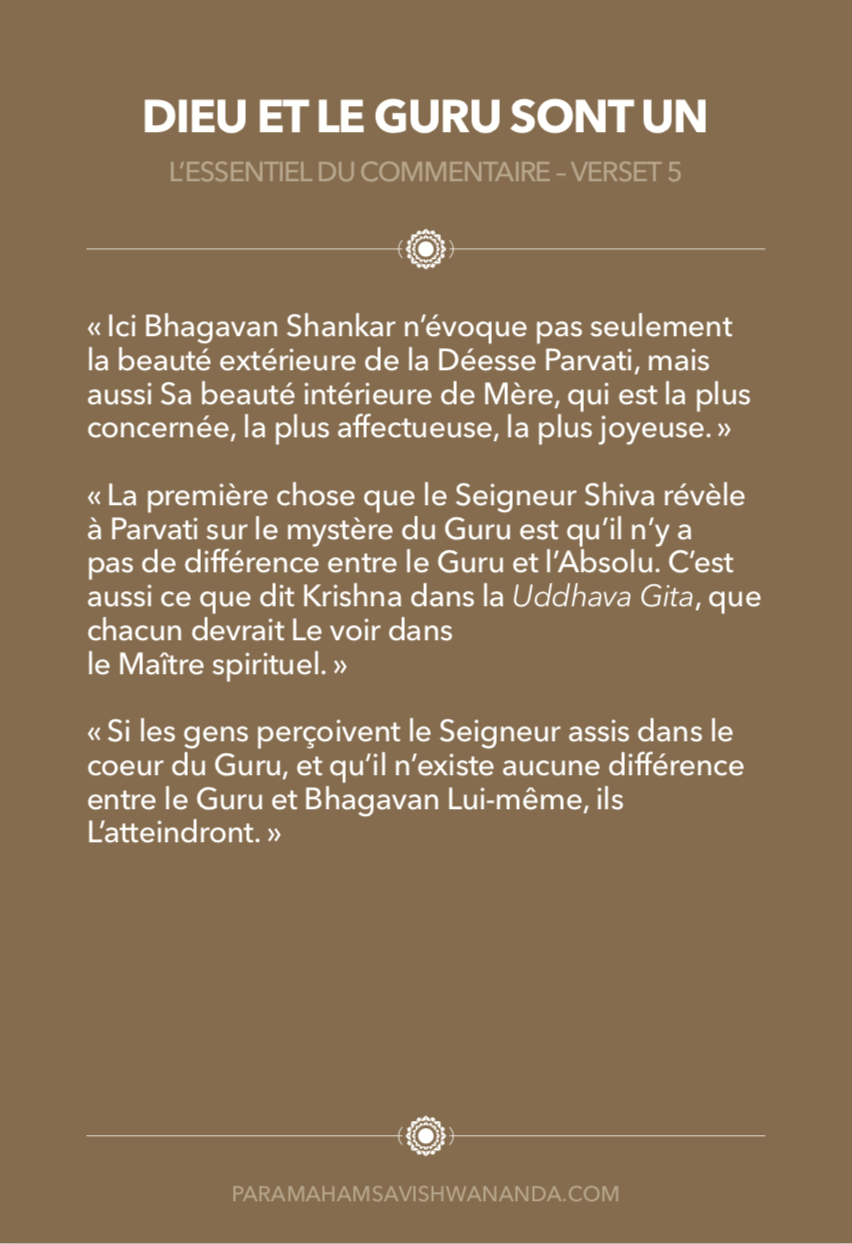 DIEU ET LE GURU SONT UN
L’ESSENTIEL DU COMMENTAIRE – VERSET 5
« Ici Bhagavan Shankar n’évoque pas seulement
la beauté extérieure de la Déesse Parvati, mais
aussi Sa beauté intérieure de Mère, qui est la plus
concernée, la plus affectueuse, la plus joyeuse. »
« La première chose que le Seigneur Shiva révèle
à Parvati sur le mystère du Guru est qu’il n’y a
pas de différence entre le Guru et l’Absolu. C’est
aussi ce que dit Krishna dans la Uddhava Gita, que
chacun devrait Le voir dans
le Maître spirituel. »
« Si les gens perçoivent le Seigneur assis dans le
coeur du Guru, et qu’il n’existe aucune différence
entre le Guru et Bhagavan Lui-même, ils
L’atteindront. »
PARAMAHAMSAVISHWANANDA.COM